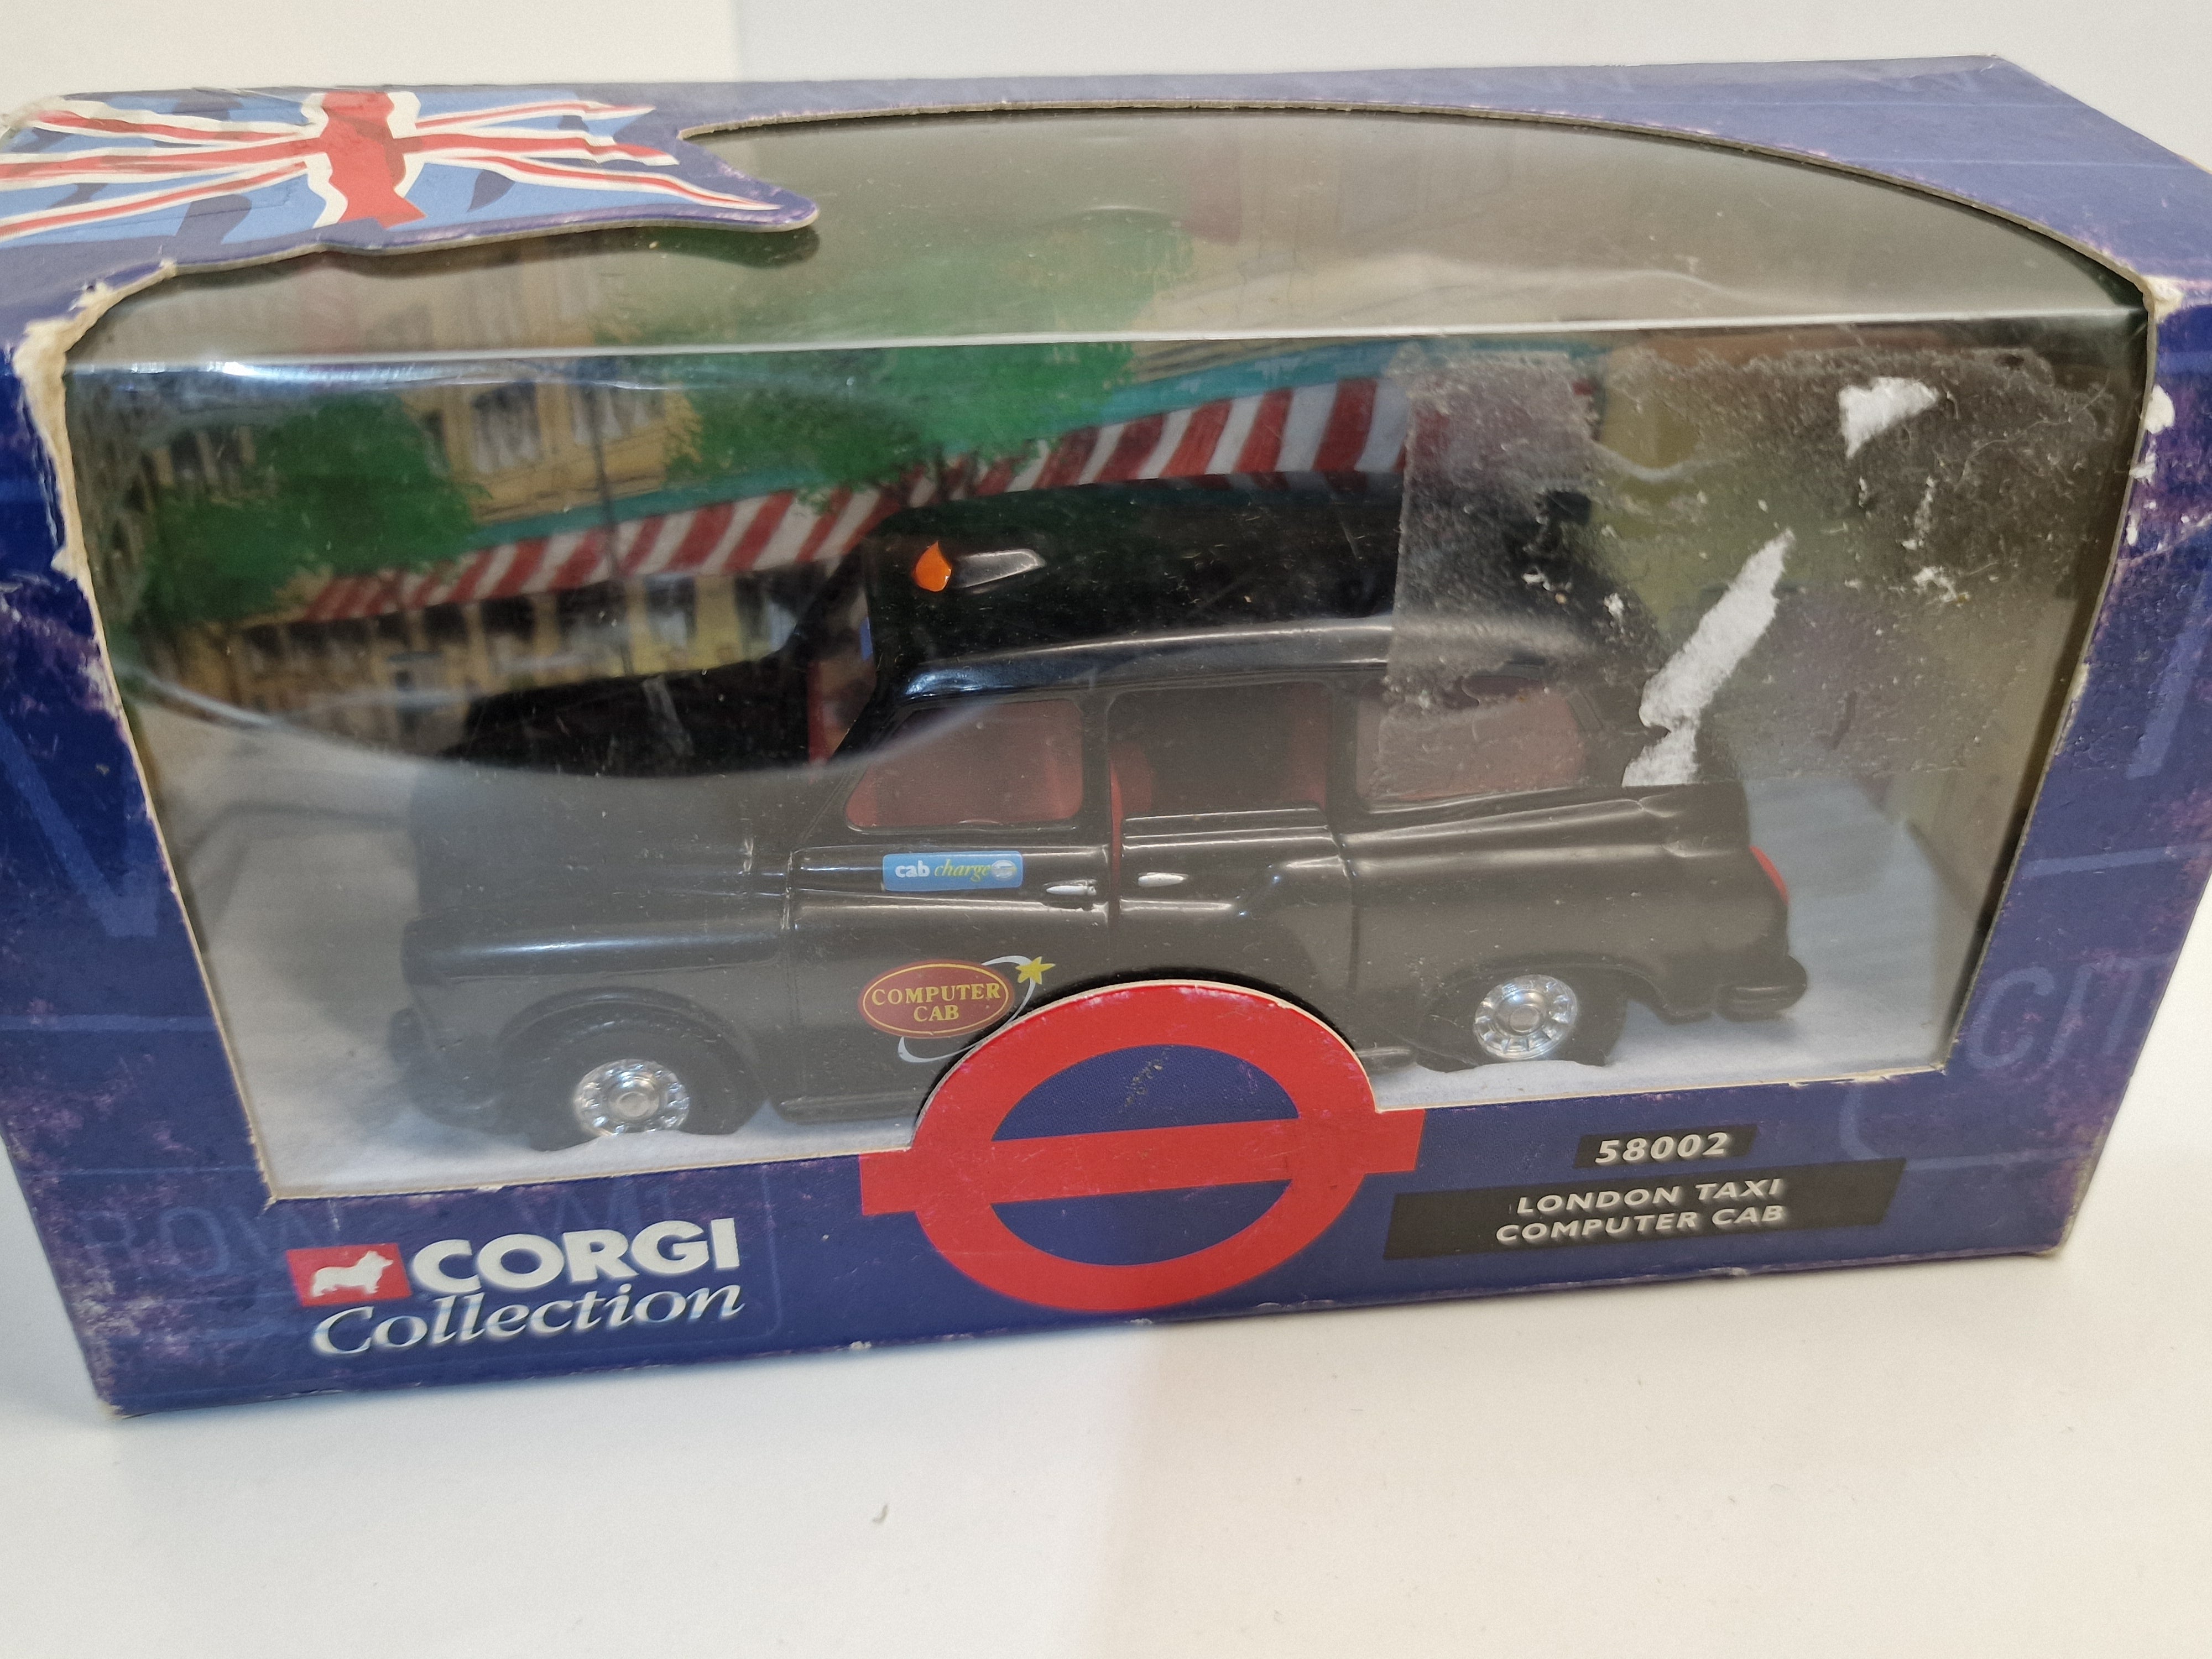 cab charge
COMPUTER
CAB
58002
LONDON TAXI
COMPUTER CAB
CORGI
Collection